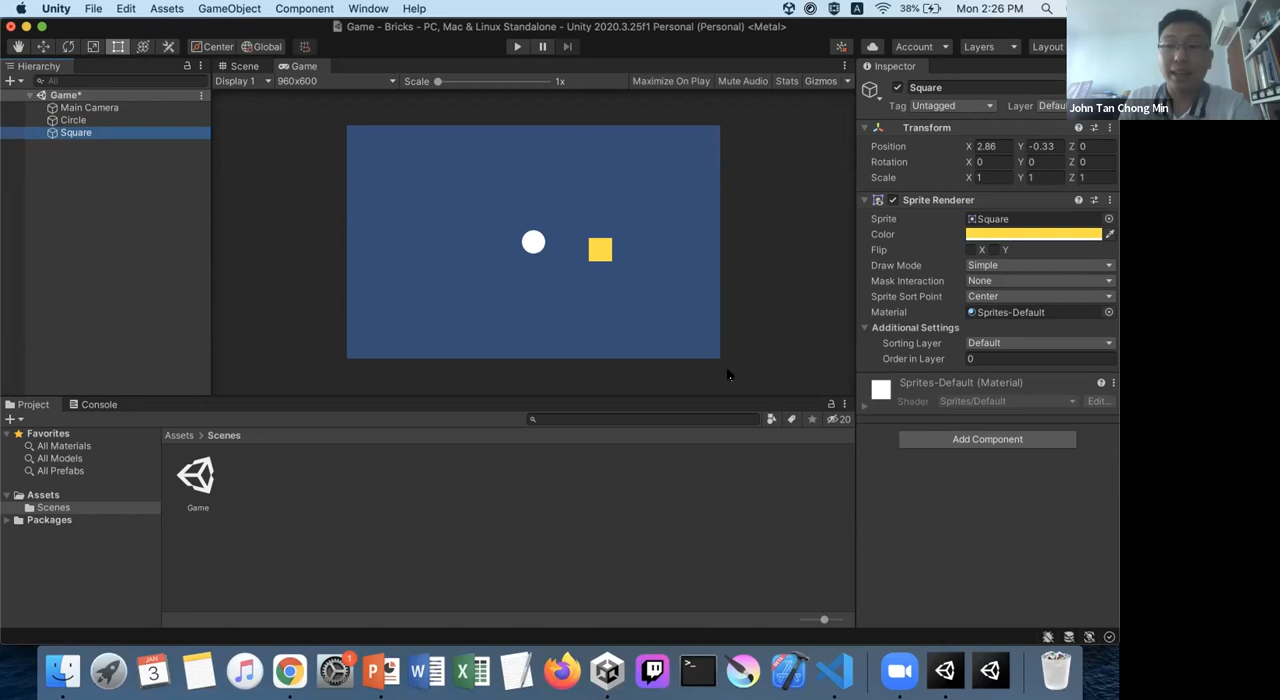 Unity File Edit Assets GameObject Component Window Help 38% Mon 2:26 PM
Game - Bricks - PC, Mac & Linux Standalone - Unity 2020.3.25f1 Personal (Personal) <Metal>
Center Global Account Layers Layout
Hierarchy
All
Game*
Main Camera
Circle
Square
Scene Game
Display 1 960x600 Scale 1x Maximize On Play Mute Audio Stats Gizmos
Inspector
Square
Tag Untagged Layer Defau
John Tan Chong Min
Transform
Position X 2.86 Y -0.33 Z 0
Rotation X 0 Y 0 Z 0
Scale X 1 Y 1 Z 1
Sprite Renderer
Sprite Square
Color
Flip X Y
Draw Mode Simple
Mask Interaction None
Sprite Sort Point Center
Material Sprites-Default
Additional Settings
Sorting Layer Default
Order in Layer 0
Sprites-Default (Material)
Shader Sprites/Default Edit...
Add Component
Project Console
20
Favorites
All Materials
All Models
All Prefabs
Assets
Scenes
Packages
Assets Scenes
Game
JAN
3
1